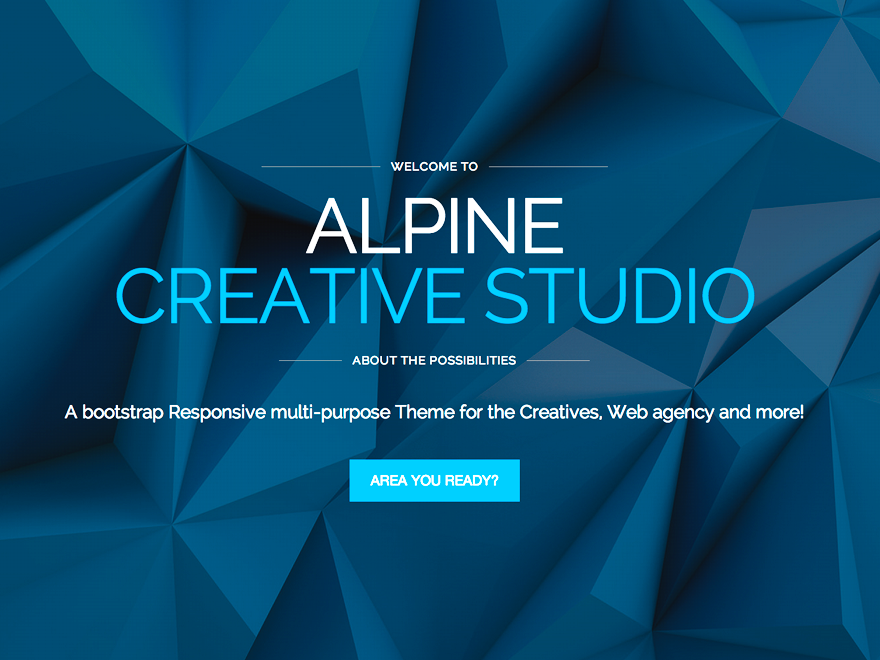 WELCOME TO
ALPINE
CREATIVE STUDIO
ABOUT THE POSSIBILITIES
A bootstrap Responsive multi-purpose Theme for the Creatives, Web agency and more!
AREA YOU READY?